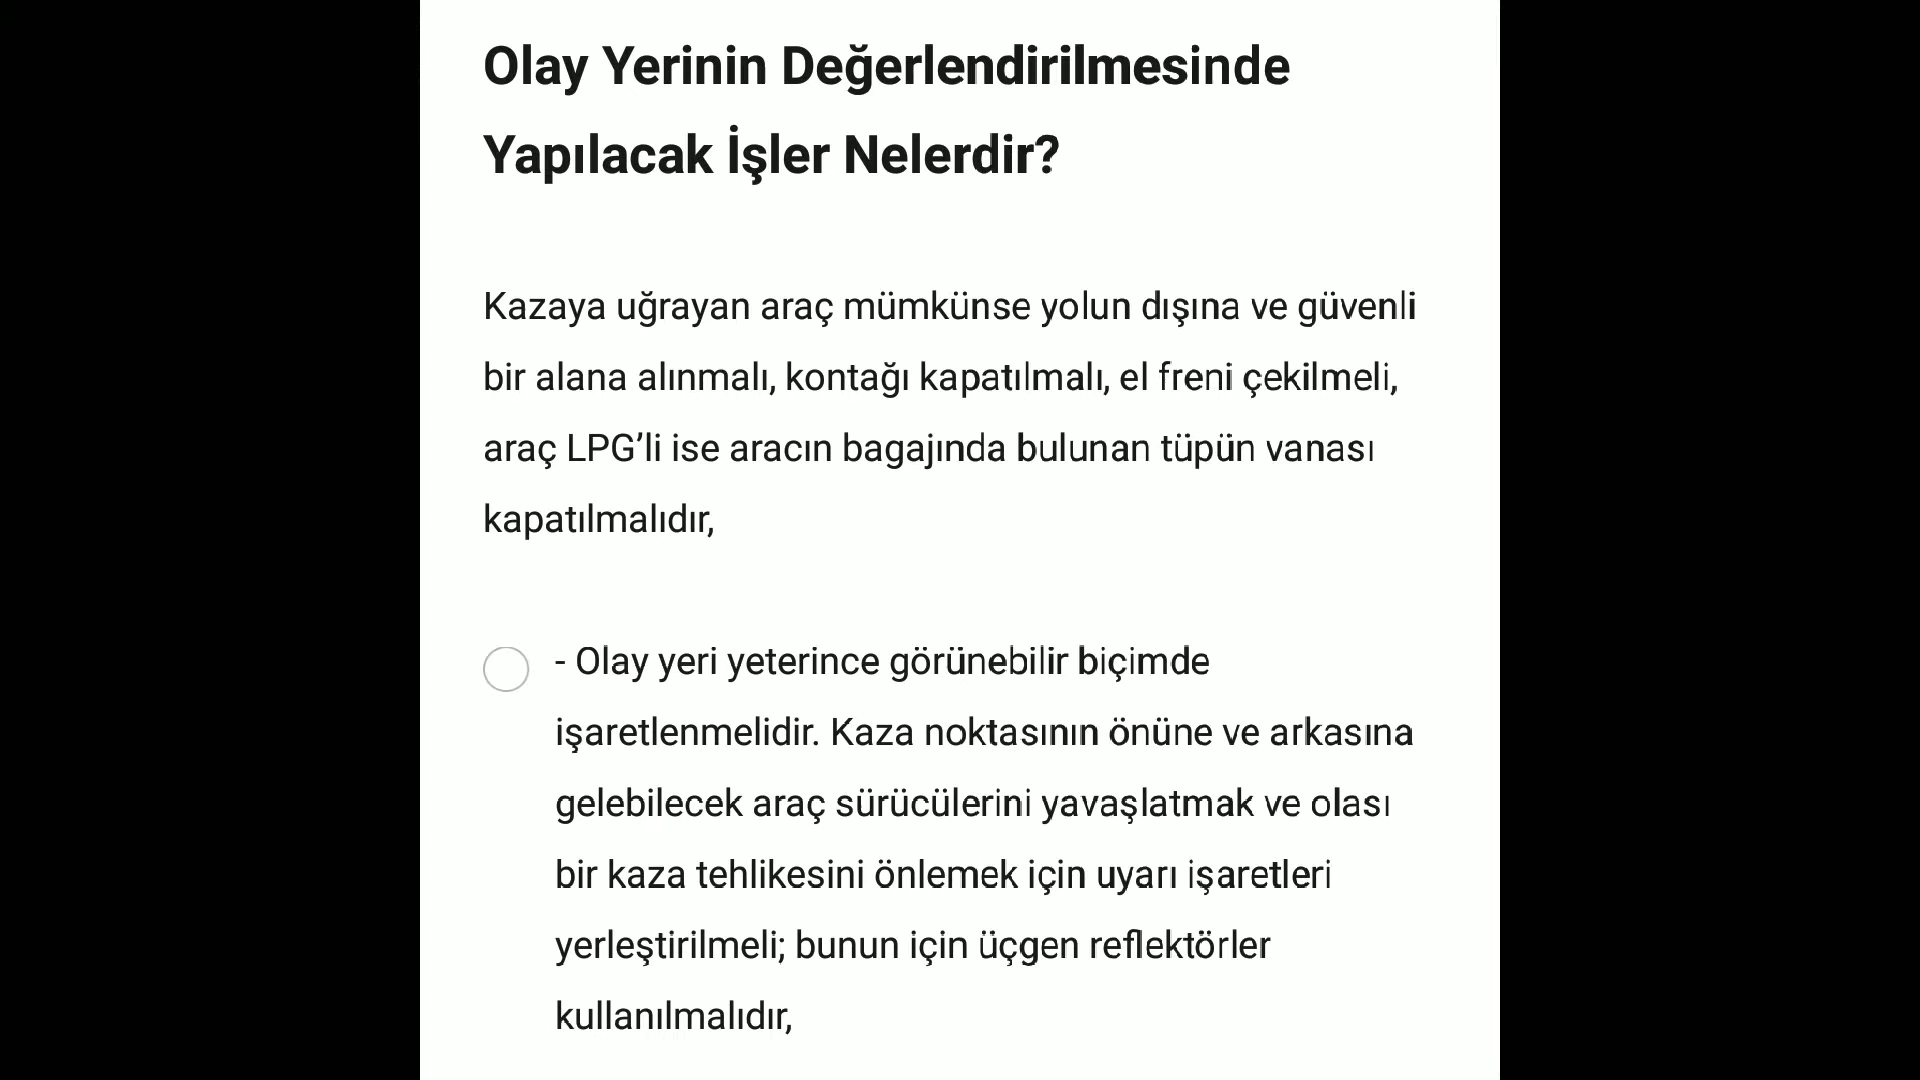 Olay Yerinin Değerlendirilmesinde
Yapılacak İşler Nelerdir?
Kazaya uğrayan araç mümkünse yolun dışına ve güvenli
bir alana alınmalı, kontağı kapatılmalı, el freni çekilmeli,
araç LPG’li ise aracın bagajında bulunan tüpün vanası
kapatılmalıdır,
- Olay yeri yeterince görünebilir biçimde
işaretlenmelidir. Kaza noktasının önüne ve arkasına
gelebilecek araç sürücülerini yavaşlatmak ve olası
bir kaza tehlikesini önlemek için uyarı işaretleri
yerleştirilmeli; bunun için üçgen reflektörler
kullanılmalıdır,